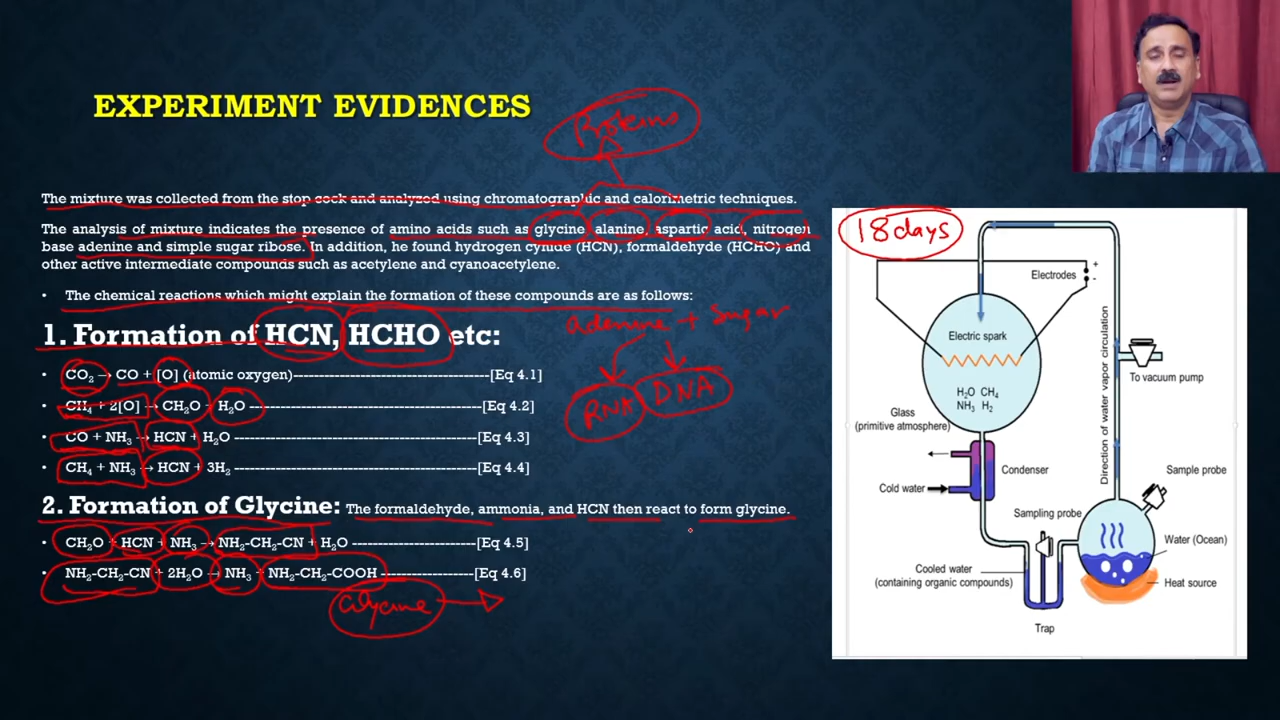 EXPERIMENT EVIDENCES
Proteins
The mixture was collected from the stop cock and analyzed using chromatographic and calorimetric techniques.
The analysis of mixture indicates the presence of amino acids such as glycine, alanine, aspartic acid, nitrogen
base adenine and simple sugar ribose. In addition, he found hydrogen cynide (HCN), formaldehyde (HCHO) and
other active intermediate compounds such as acetylene and cyanoacetylene.
• The chemical reactions which might explain the formation of these compounds are as follows:
adenine + Sugar
RNA DNA
1. Formation of HCN, HCHO etc:
• CO₂ → CO + [O] (atomic oxygen)----------------------------------------[Eq 4.1]
• CH₄ + 2[O] → CH₂O + H₂O --------------------------------------------------[Eq 4.2]
• CO + NH₃ → HCN + H₂O -------------------------------------------------[Eq 4.3]
• CH₄ + NH₃ → HCN + 3H₂ -------------------------------------------------[Eq 4.4]
2. Formation of Glycine: The formaldehyde, ammonia, and HCN then react to form glycine.
• CH₂O + HCN + NH₃ → NH₂-CH₂-CN + H₂O -------------------------[Eq 4.5]
• NH₂-CH₂-CN + 2H₂O → NH₃ + NH₂-CH₂-COOH -------------------[Eq 4.6]
Glycine
18 days
Electrodes
+
-
Electric spark
H₂O CH₄
NH₃ H₂
To vacuum pump
Direction of water vapor circulation
Glass
(primitive atmosphere)
Condenser
Cold water
Sample probe
Sampling probe
Water (Ocean)
Cooled water
(containing organic compounds)
Heat source
Trap